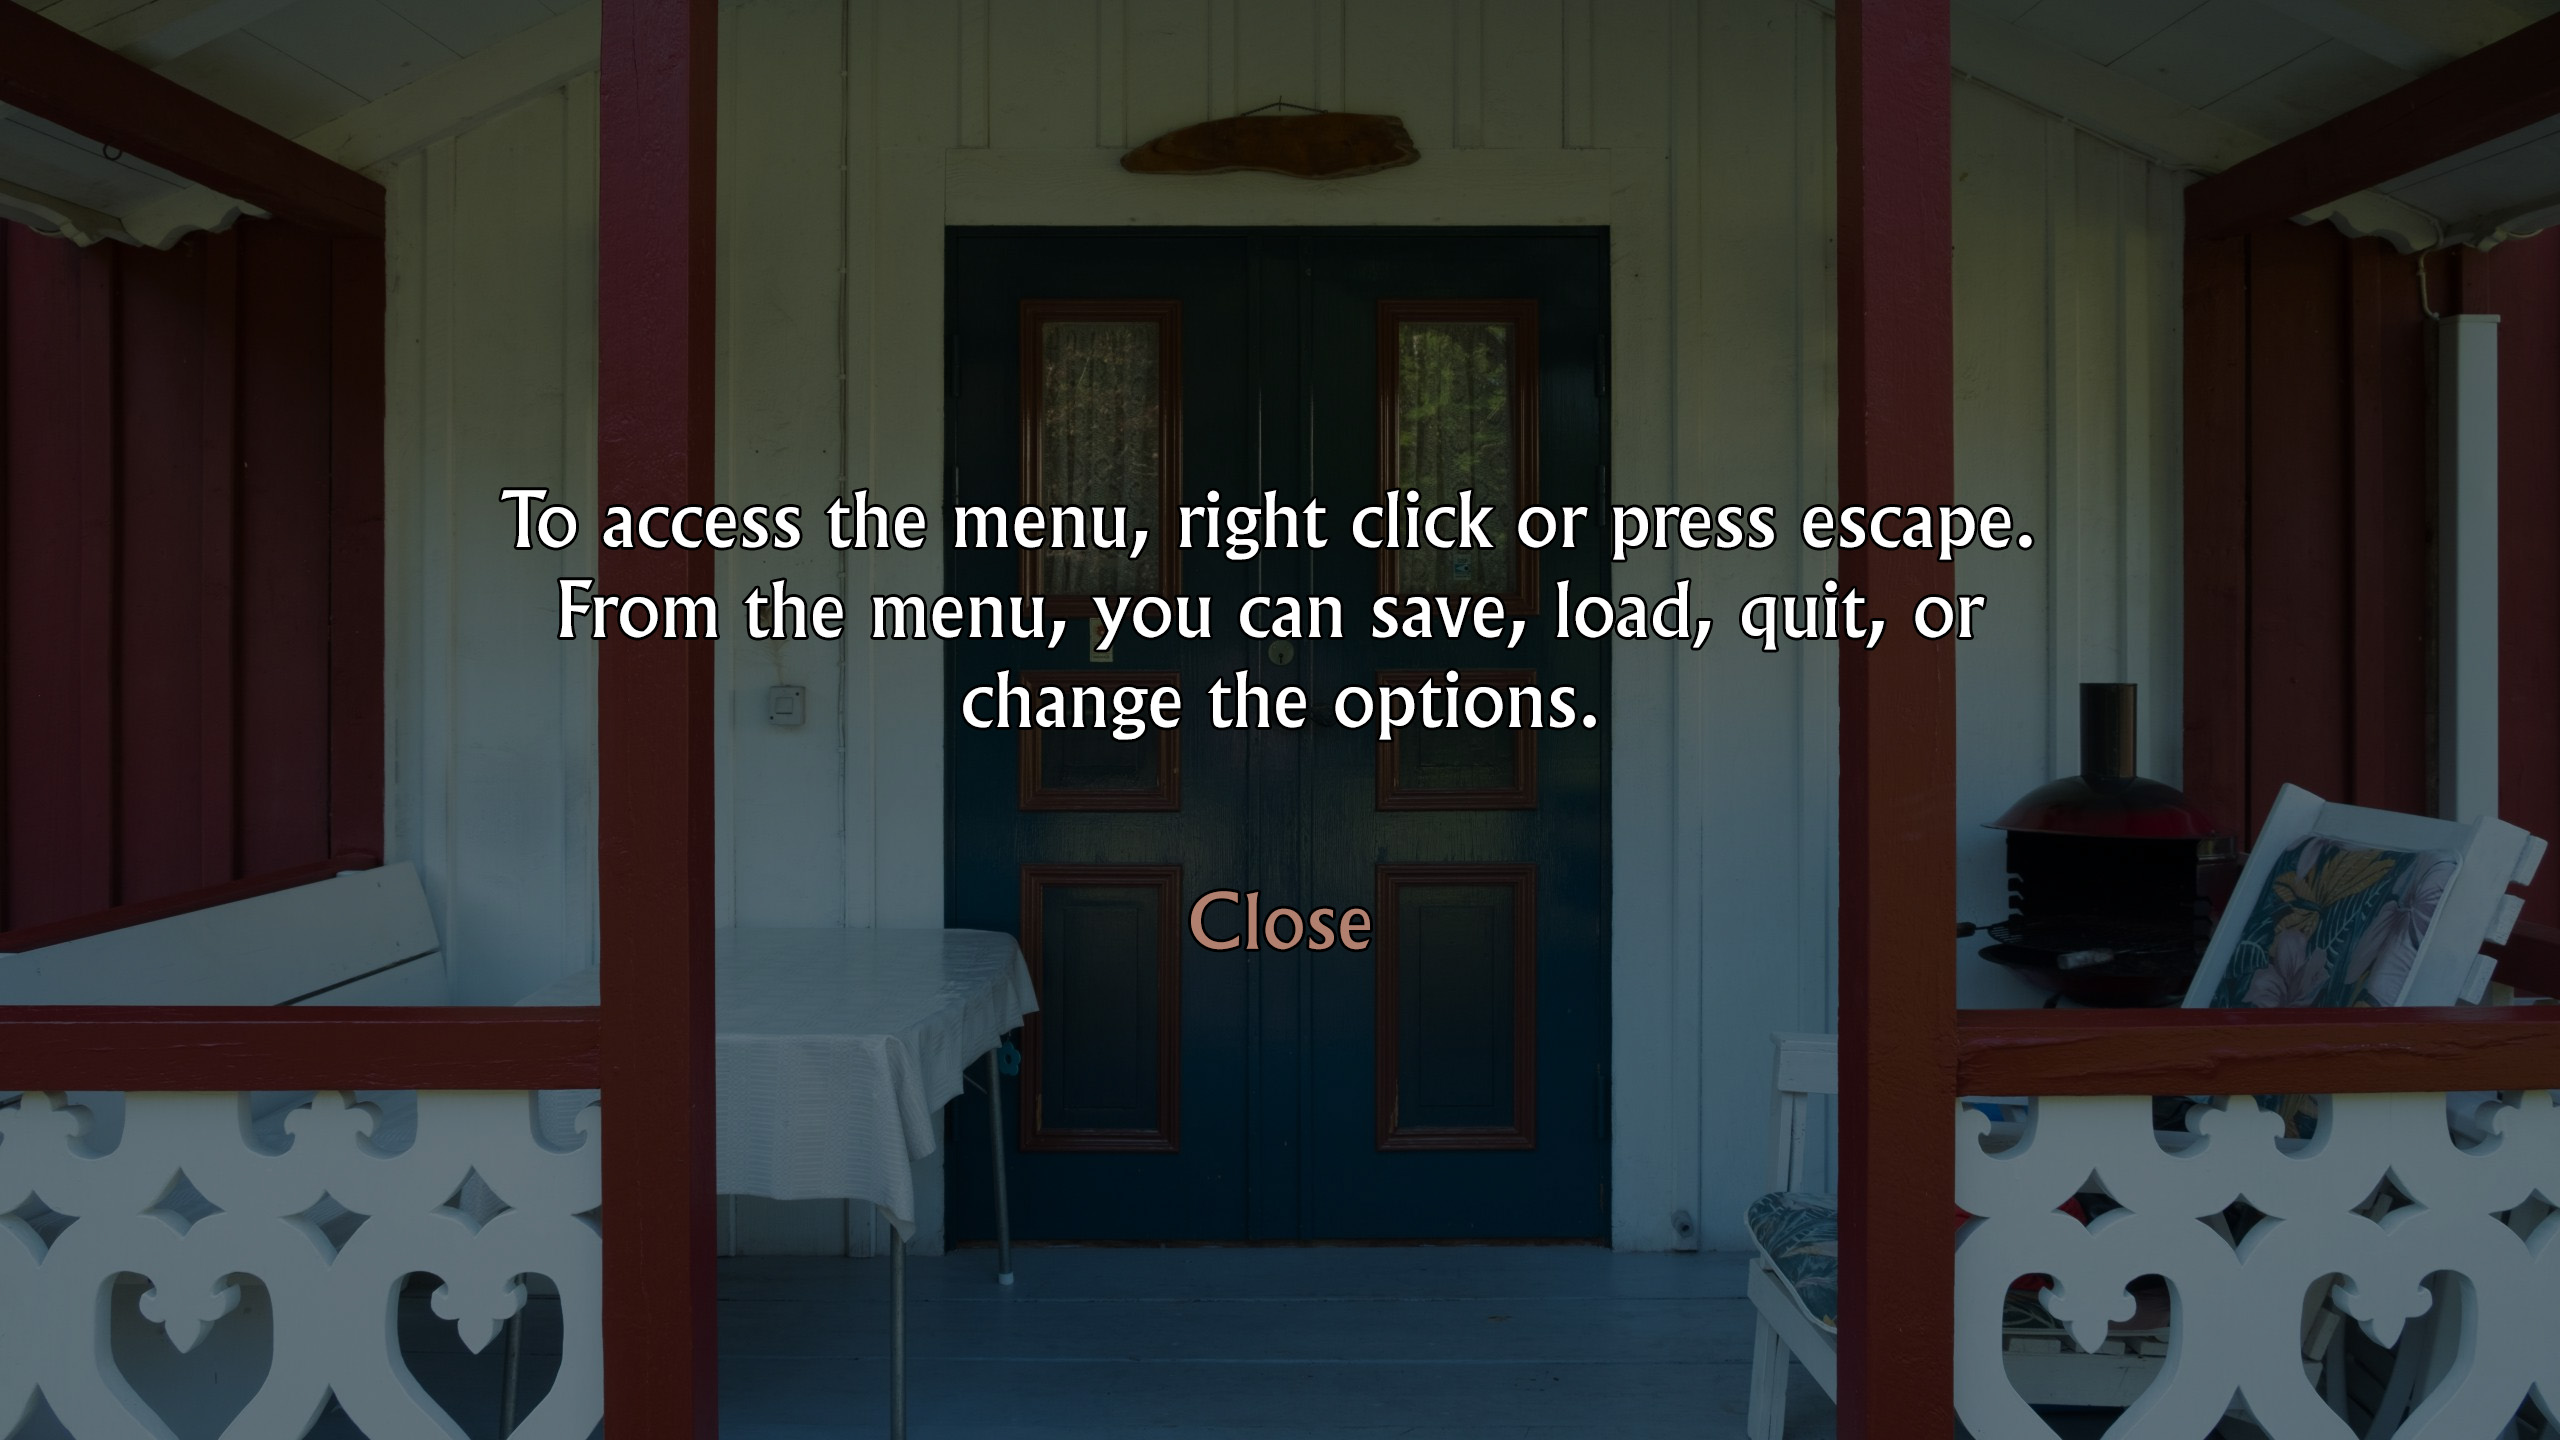 To access the menu, right click or press escape.
From the menu, you can save, load, quit, or
change the options.
Close